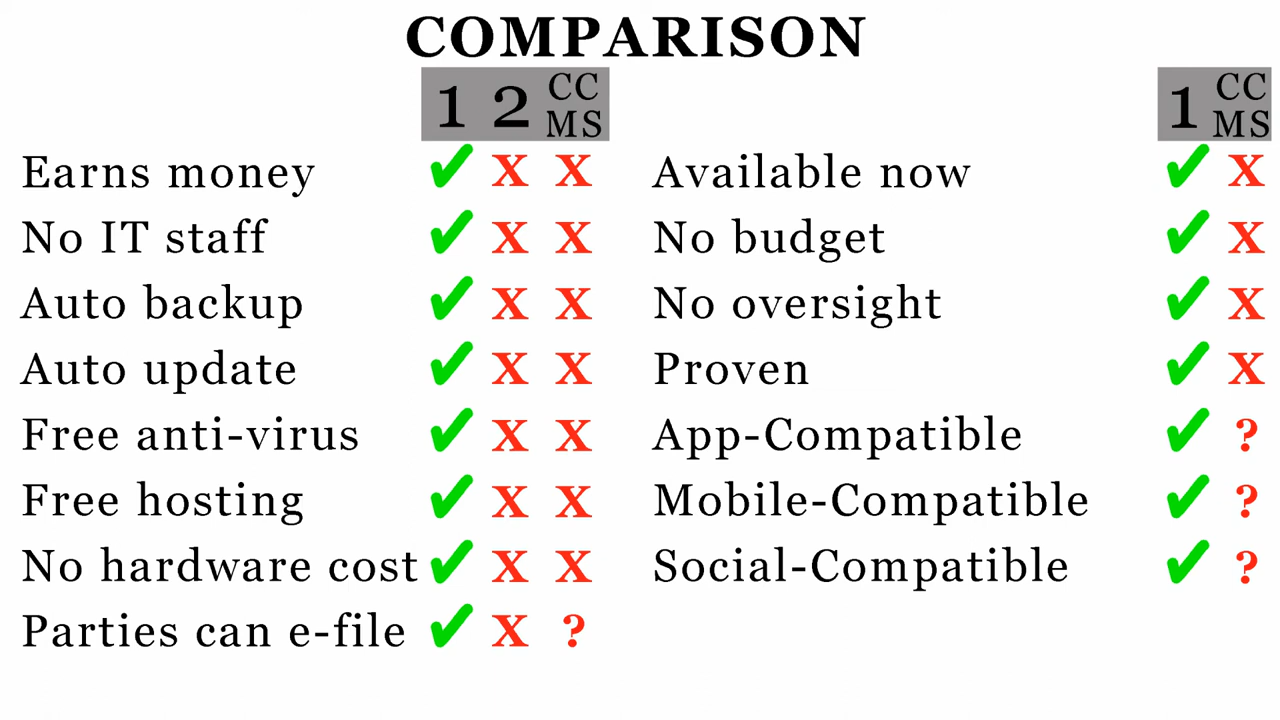 COMPARISON
1 2 CC MS
Earns money ✔ X X
No IT staff ✔ X X
Auto backup ✔ X X
Auto update ✔ X X
Free anti-virus ✔ X X
Free hosting ✔ X X
No hardware cost ✔ X X
Parties can e-file ✔ X ?
1 CC MS
Available now ✔ X
No budget ✔ X
No oversight ✔ X
Proven ✔ X
App-Compatible ✔ ?
Mobile-Compatible ✔ ?
Social-Compatible ✔ ?